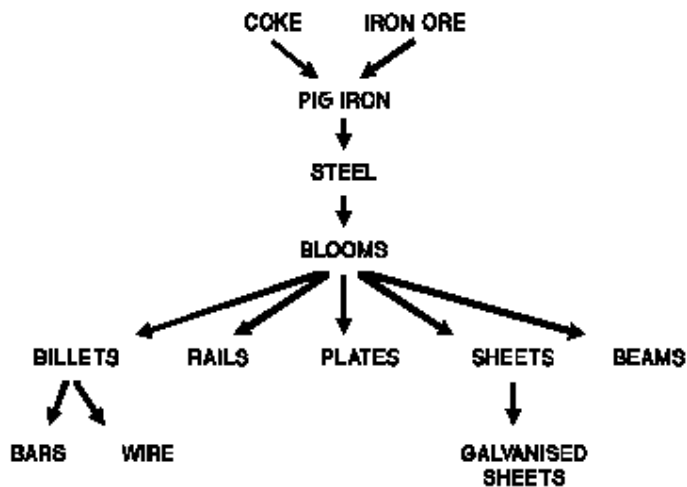 COKE IRON ORE
PIG IRON
STEEL
BLOOMS
BILLETS RAILS PLATES SHEETS BEAMS
BARS WIRE GALVANISED
SHEETS